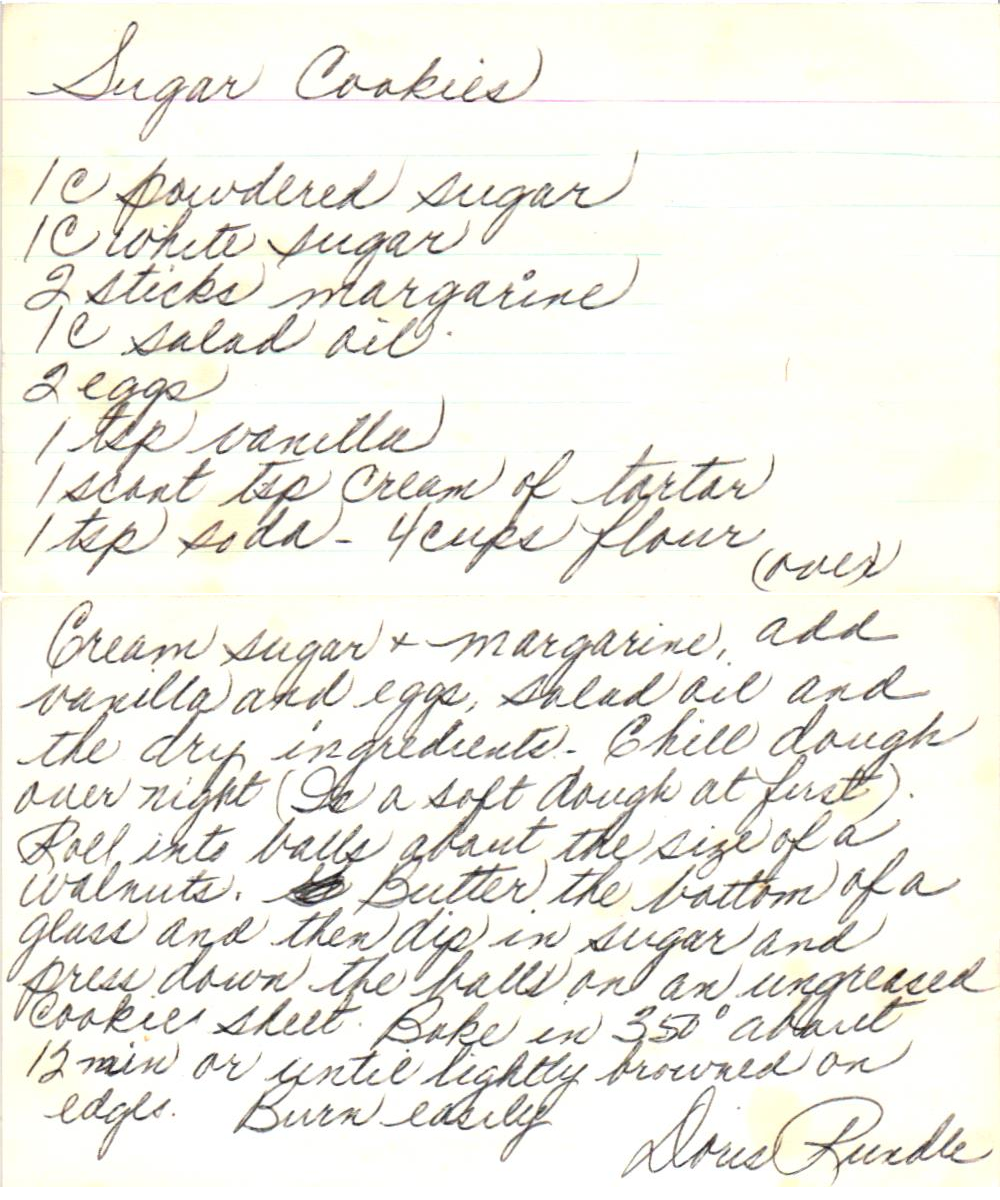 Sugar Cookies
1C powdered sugar
1C white sugar
2 sticks margarine
1C salad oil
2 eggs
1 tsp vanilla
1 scant tsp Cream of tartar
1 tsp soda - 4 cups flour
(over)
Cream sugar + margarine, add
vanilla and eggs, salad oil and
the dry ingredients. Chill dough
over night (Is a soft dough at first).
Roll into balls about the size of a
walnuts. Butter the bottom of a
glass and then dip in sugar and
press down the balls on an ungreased
Cookie sheet. Bake in 350° about
12 min or until lightly browned on
edges. Burn easily
Doris Rundle